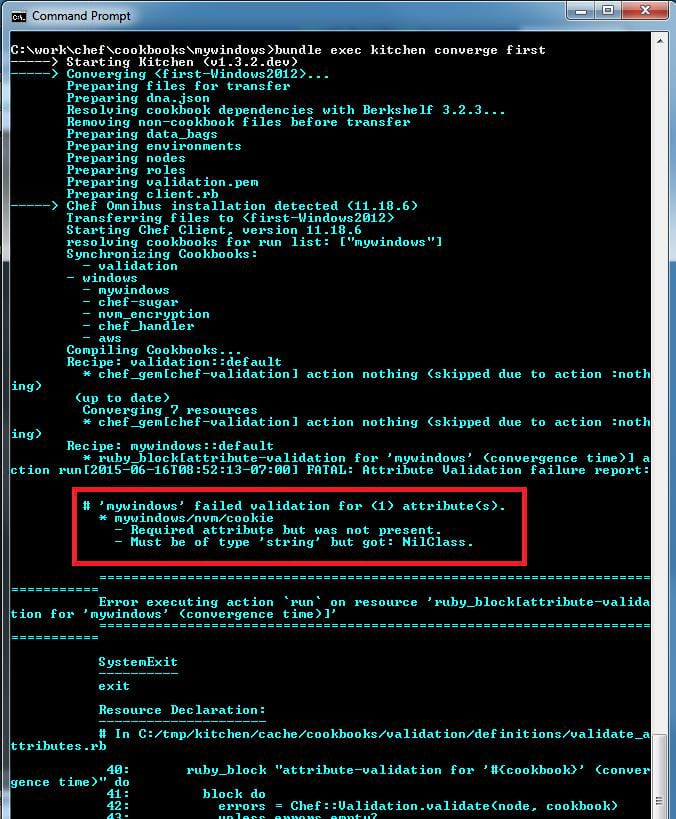 Command Prompt
C:\work\chef\cookbooks\mywindows>bundle exec kitchen converge first
-----> Starting Kitchen (v1.3.2.dev)
-----> Converging <first-Windows2012>...
Preparing files for transfer
Preparing dna.json
Resolving cookbook dependencies with Berkshelf 3.2.3...
Removing non-cookbook files before transfer
Preparing data_bags
Preparing environments
Preparing nodes
Preparing roles
Preparing validation.pem
Preparing client.rb
-----> Chef Omnibus installation detected (11.18.6)
Transferring files to <first-Windows2012>
Starting Chef Client, version 11.18.6
resolving cookbooks for run list: ["mywindows"]
Synchronizing Cookbooks:
- validation
- windows
- mywindows
- chef-sugar
- nvm_encryption
- chef_handler
- aws
Compiling Cookbooks...
Recipe: validation::default
* chef_gem[chef-validation] action nothing (skipped due to action :noth
ing)
(up to date)
Converging 7 resources
* chef_gem[chef-validation] action nothing (skipped due to action :noth
ing)
Recipe: mywindows::default
* ruby_block[attribute-validation for 'mywindows' (convergence time)] a
ction run[2015-06-16T08:52:13-07:00] FATAL: Attribute Validation failure report:
# 'mywindows' failed validation for (1) attribute(s).
* mywindows/nvm/cookie
- Required attribute but was not present.
- Must be of type 'string' but got: NilClass.
=====================================================================
===========
Error executing action `run` on resource 'ruby_block[attribute-valida
tion for 'mywindows' (convergence time)]'
=====================================================================
===========
SystemExit
----------
exit
Resource Declaration:
---------------------
# In C:/tmp/kitchen/cache/cookbooks/validation/definitions/validate_a
ttributes.rb
40: ruby_block "attribute-validation for '#{cookbook}' (conver
gence time)" do
41: block do
42: errors = Chef::Validation.validate(node, cookbook)
43: unless errors.empty?